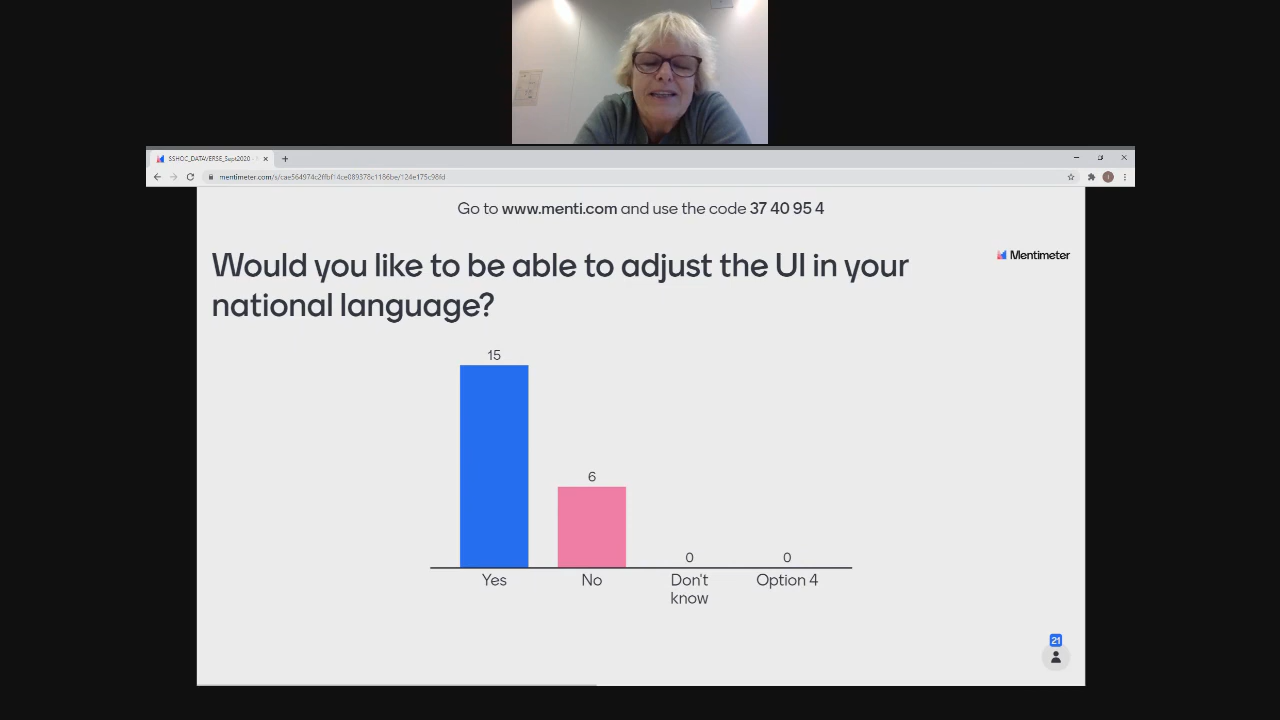 SSHOC_DATAVERSE_Sept2020 -
Go to www.menti.com and use the code 37 40 95 4
Would you like to be able to adjust the UI in your
national language?
Mentimeter
15
6
0
0
Yes
No
Don't
know
Option 4
21